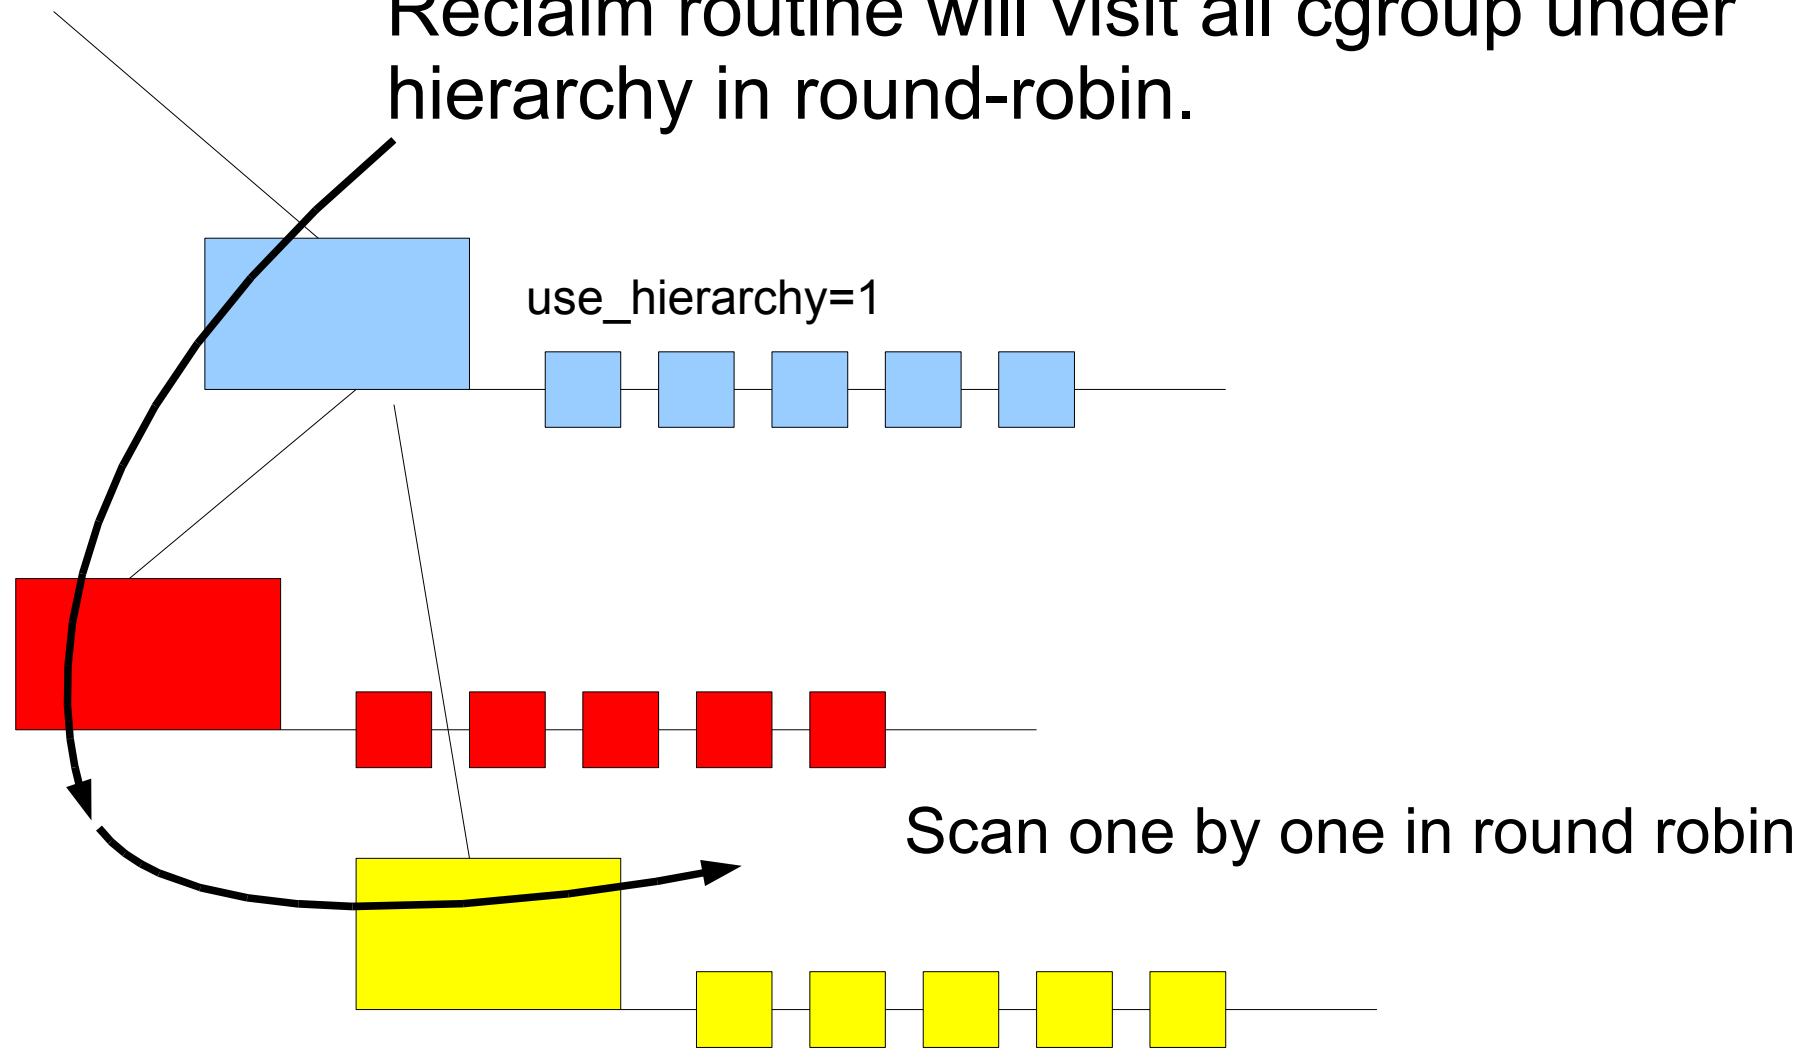 Reclaim routine will visit all cgroup under
hierarchy in round-robin.
use_hierarchy=1
Scan one by one in round robin